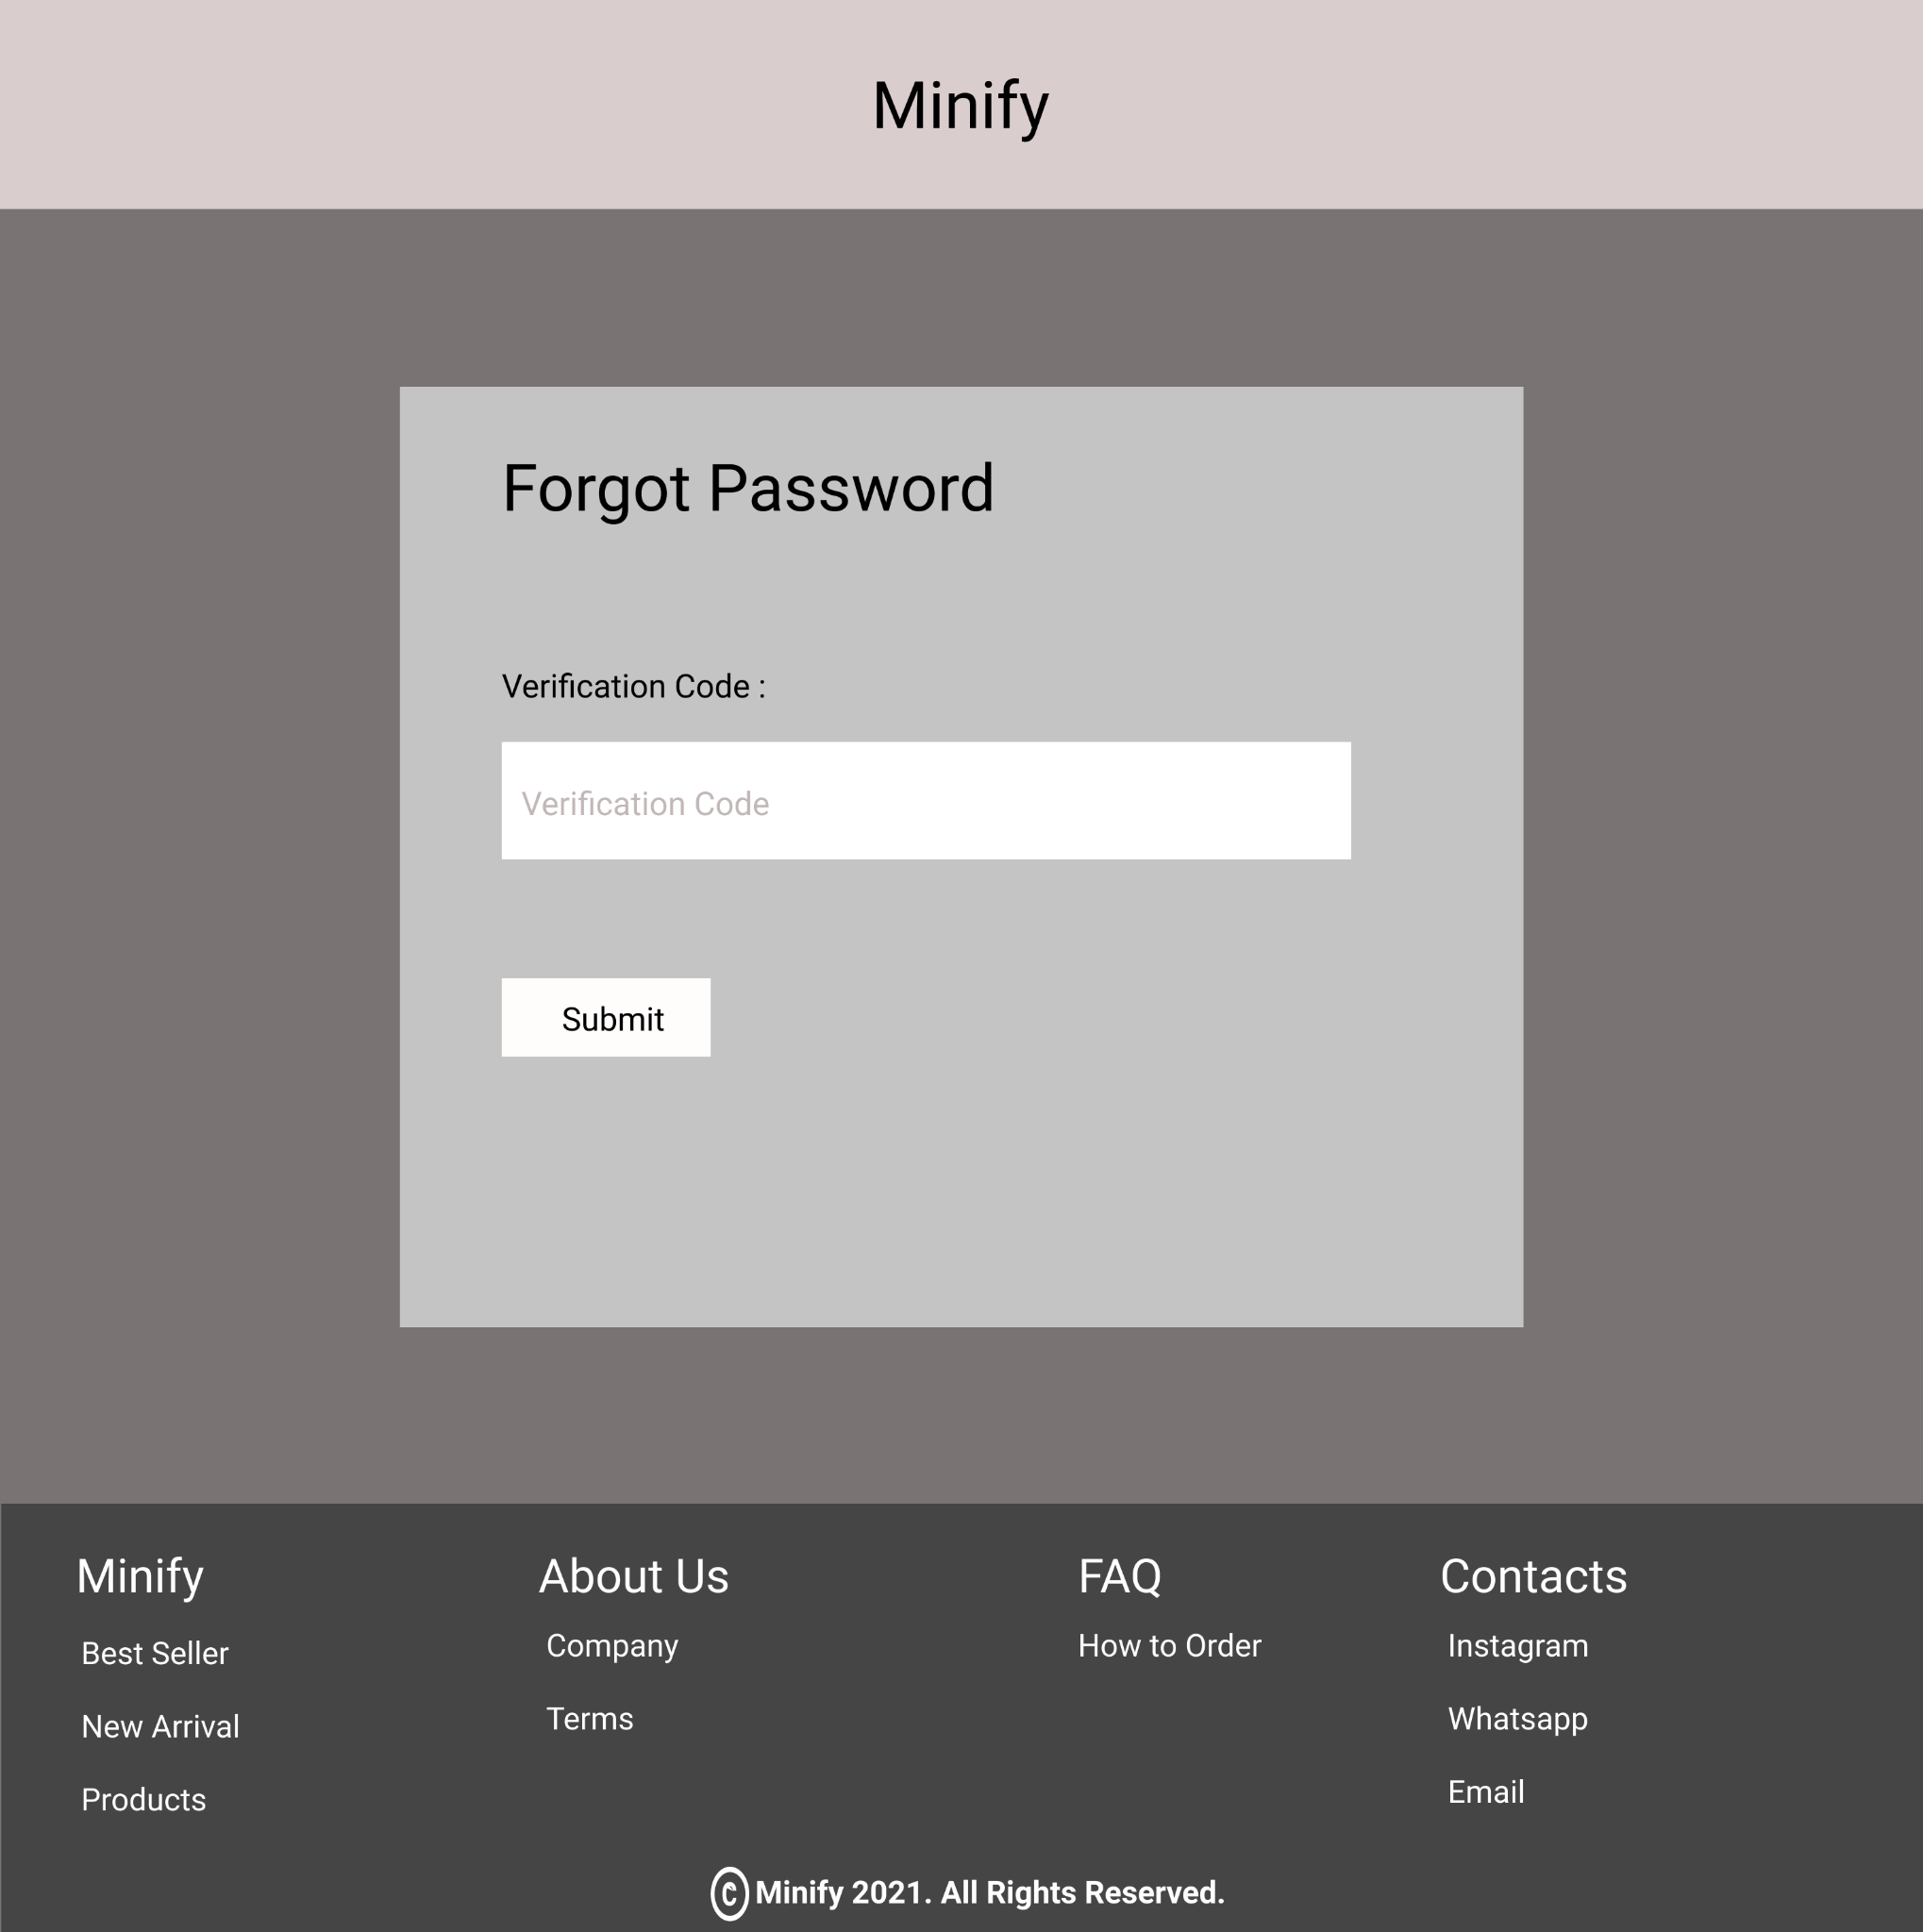 Minify
Forgot Password
Verification Code :
Verification Code
Submit
Minify
Best Seller
New Arrival
Products
About Us
Company
Terms
FAQ
How to Order
Contacts
Instagram
Whatsapp
Email
© Minify 2021. All Rights Reserved.